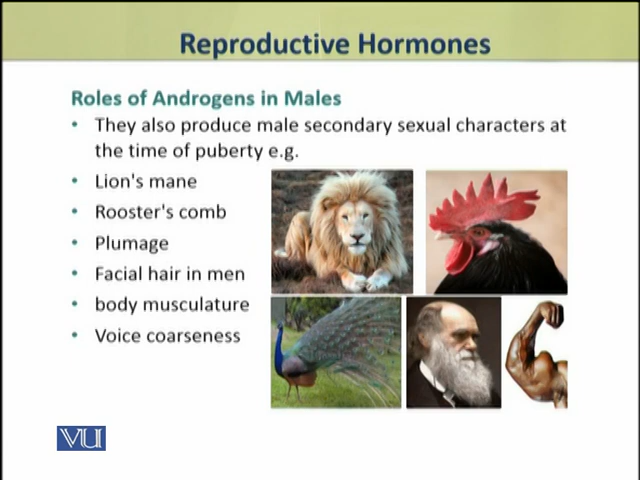 Reproductive Hormones
Roles of Androgens in Males
• They also produce male secondary sexual characters at
the time of puberty e.g.
• Lion's mane
• Rooster's comb
• Plumage
• Facial hair in men
• body musculature
• Voice coarseness
VU